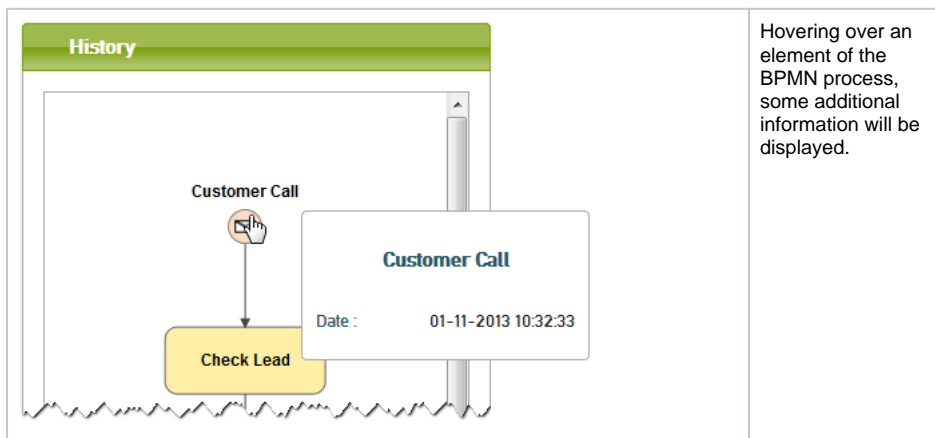 History
Customer Call
Customer Call
Date : 01-11-2013 10:32:33
Check Lead
Hovering over an
element of the
BPMN process,
some additional
information will be
displayed.